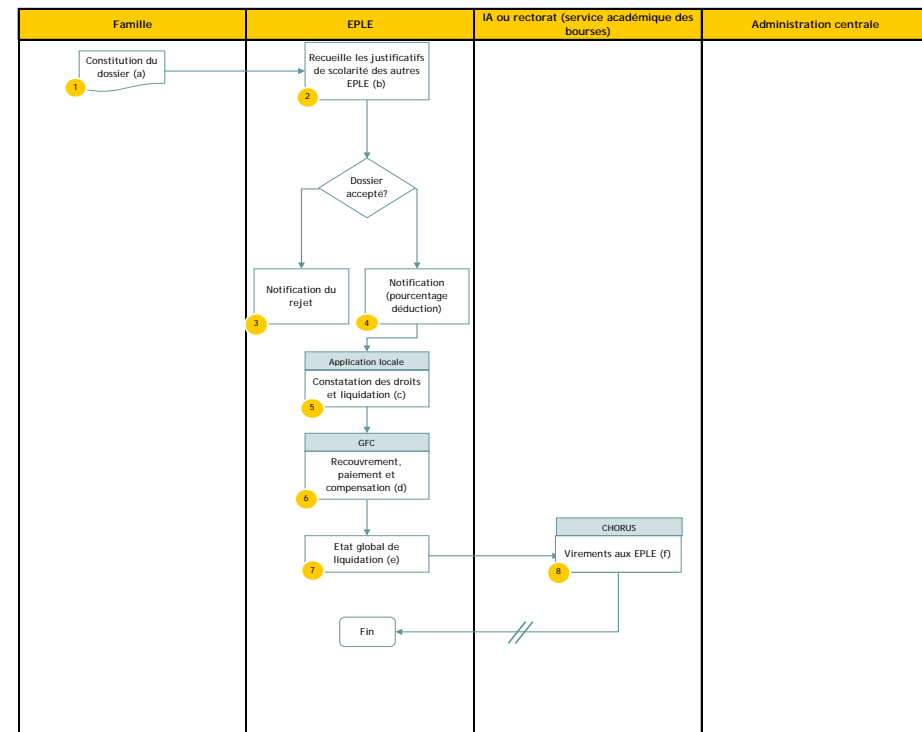 Famille
EPLE
IA ou rectorat (service académique des
bourses)
Administration centrale
Constitution du
dossier (a)
1
Recueille les justificatifs
de scolarité des autres
EPLE (b)
2
Dossier
accepté?
Notification du
rejet
3
Notification
(pourcentage
déduction)
4
Application locale
Constatation des droits
et liquidation (c)
5
GFC
Recouvrement,
paiement et
compensation (d)
6
Etat global de
liquidation (e)
7
CHORUS
Virements aux EPLE (f)
8
Fin